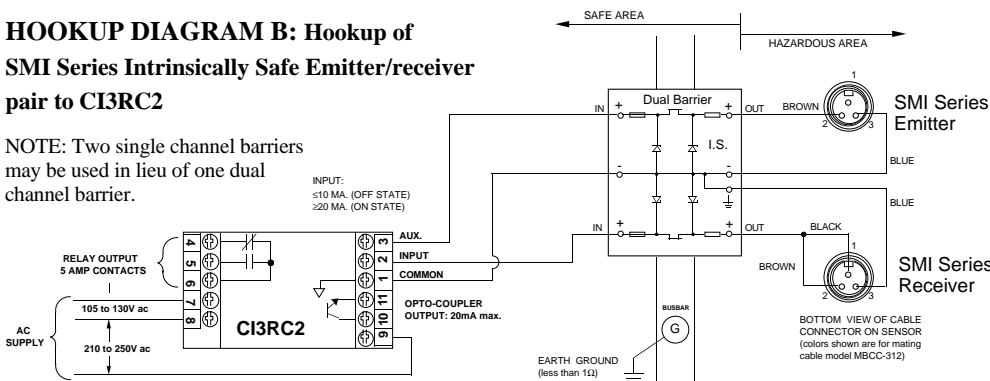 HOOKUP DIAGRAM B: Hookup of
SMI Series Intrinsically Safe Emitter/receiver
pair to CI3RC2
NOTE: Two single channel barriers
may be used in lieu of one dual
channel barrier.
SAFE AREA
HAZARDOUS AREA
Dual Barrier
IN
+
+
OUT
BROWN
1
2
3
SMI Series
Emitter
I.S.
-
-
BLUE
BLUE
IN
+
+
OUT
BLACK
BROWN
1
2
3
SMI Series
Receiver
BOTTOM VIEW OF CABLE
CONNECTOR ON SENSOR
(colors shown are for mating
cable model MBCC-312)
INPUT:
≤10 MA. (OFF STATE)
≥20 MA. (ON STATE)
RELAY OUTPUT
5 AMP CONTACTS
4
5
6
7
8
3
2
1
11
10
9
AUX.
INPUT
COMMON
OPTO-COUPLER
OUTPUT: 20mA max.
CI3RC2
105 to 130V ac
AC
SUPPLY
210 to 250V ac
BUSBAR
G
EARTH GROUND
(less than 1Ω)